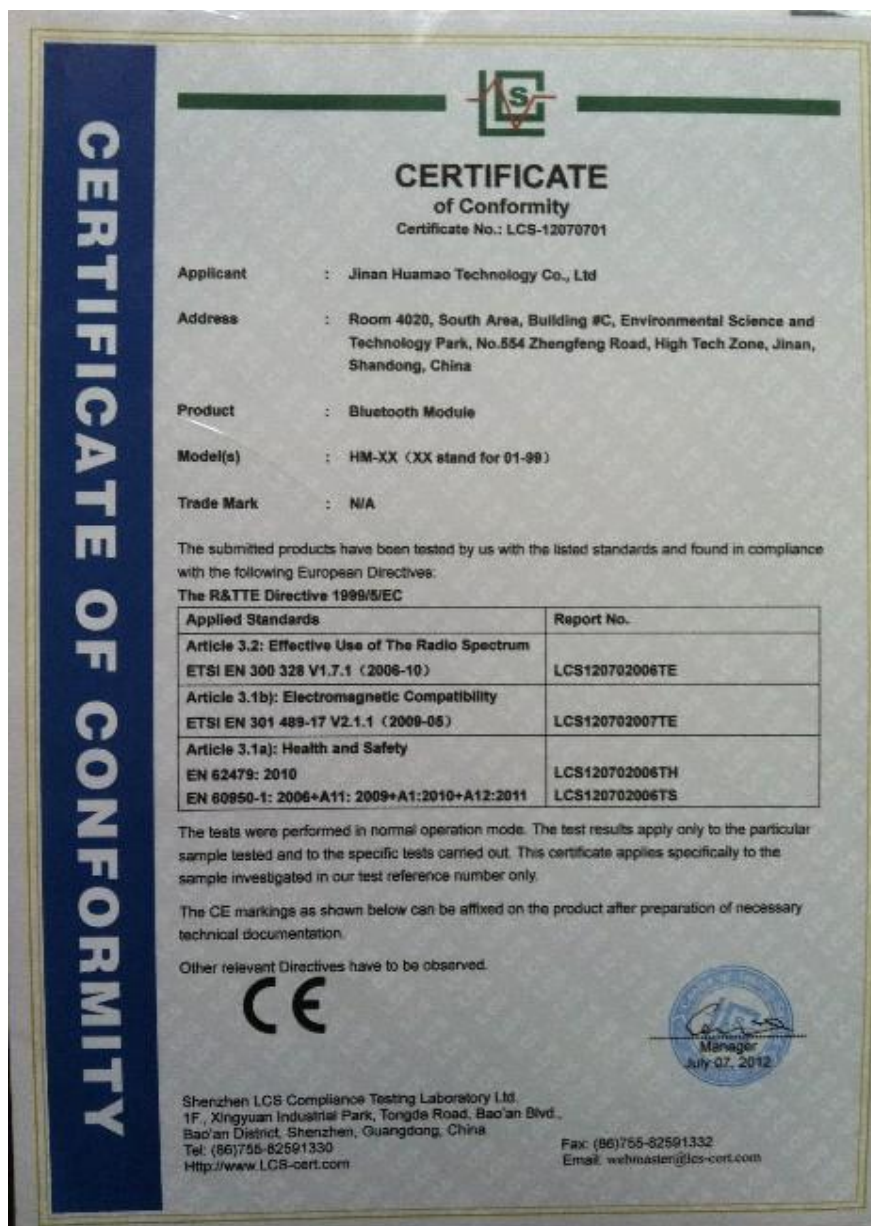 CERTIFICATE OF CONFORMITY
LCS
CERTIFICATE
of Conformity
Certificate No.: LCS-12070701
Applicant : Jinan Huamao Technology Co., Ltd
Address : Room 4020, South Area, Building #C, Environmental Science and
Technology Park, No.554 Zhengfeng Road, High Tech Zone, Jinan,
Shandong, China
Product : Bluetooth Module
Model(s) : HM-XX (XX stand for 01-99)
Trade Mark : N/A
The submitted products have been tested by us with the listed standards and found in compliance
with the following European Directives:
The R&TTE Directive 1999/5/EC
Applied Standards Report No.
Article 3.2: Effective Use of The Radio Spectrum
ETSI EN 300 328 V1.7.1 (2006-10) LCS120702006TE
Article 3.1b): Electromagnetic Compatibility
ETSI EN 301 489-17 V2.1.1 (2009-05) LCS120702007TE
Article 3.1a): Health and Safety
EN 62479: 2010 LCS120702006TH
EN 60950-1: 2006+A11: 2009+A1:2010+A12:2011 LCS120702006TS
The tests were performed in normal operation mode. The test results apply only to the particular
sample tested and to the specific tests carried out. This certificate applies specifically to the
sample investigated in our test reference number only.
The CE markings as shown below can be affixed on the product after preparation of necessary
technical documentation.
Other relevant Directives have to be observed.
CE
Manager
July 07, 2012
Shenzhen LCS Compliance Testing Laboratory Ltd.
1F., Xingyuan Industrial Park, Tongda Road, Bao'an Blvd.,
Bao'an District, Shenzhen, Guangdong, China
Tel: (86)755-82591330 Fax: (86)755-82591332
Http://www.LCS-cert.com Email: webmaster@lcs-cert.com